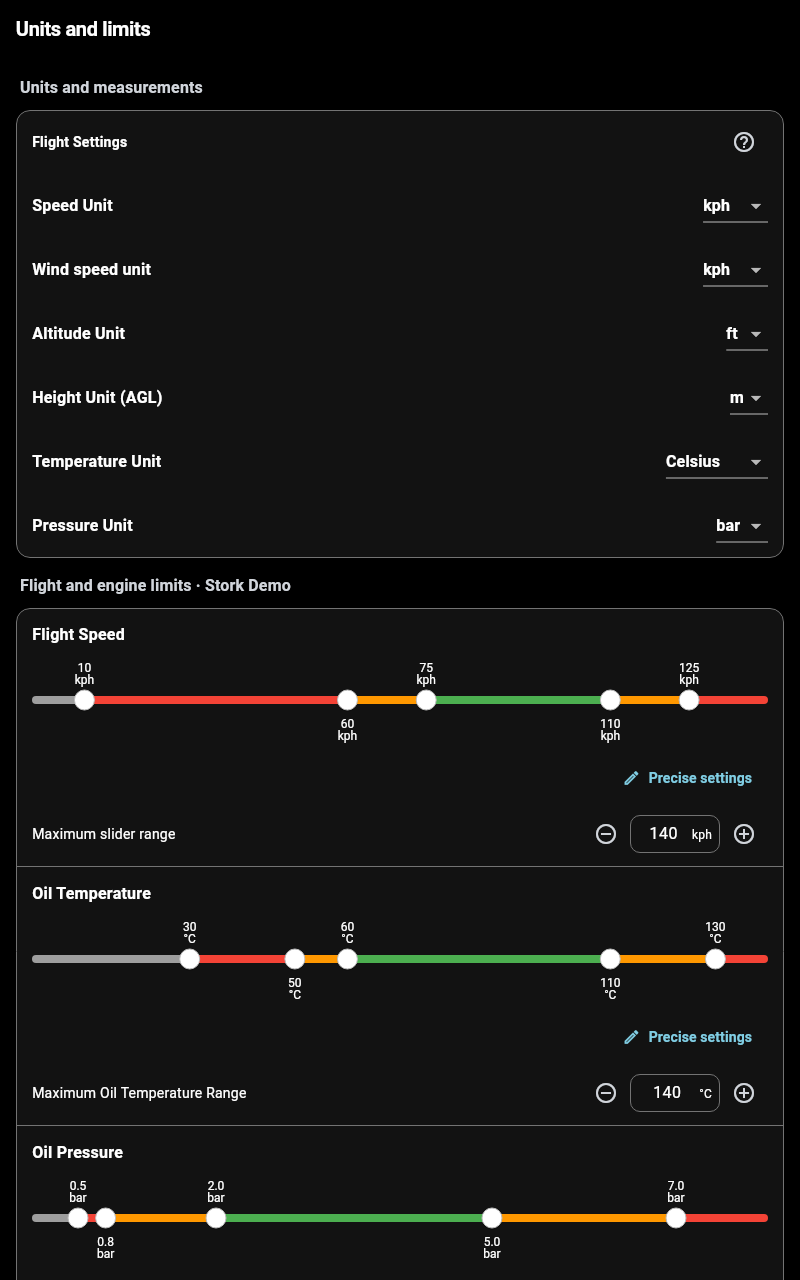 Units and limits
Units and measurements
Flight Settings
Speed Unit kph
Wind speed unit kph
Altitude Unit ft
Height Unit (AGL) m
Temperature Unit Celsius
Pressure Unit bar
Flight and engine limits · Stork Demo
Flight Speed
10 75 125
kph kph kph
60 110
kph kph
Precise settings
Maximum slider range 140 kph
Oil Temperature
30 60 130
°C °C °C
50 110
°C °C
Precise settings
Maximum Oil Temperature Range 140 °C
Oil Pressure
0.5 2.0 7.0
bar bar bar
0.8 5.0
bar bar